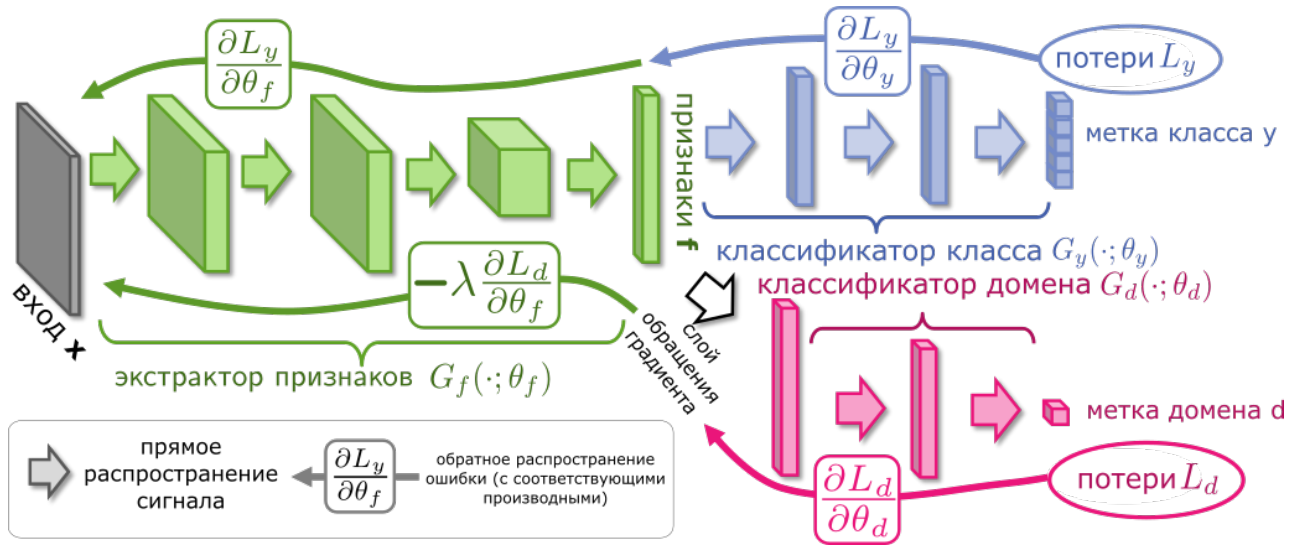 ∂L_y
∂θ_f
∂L_y
∂θ_y
потери L_y
признаки f
метка класса y
классификатор класса G_y(·; θ_y)
вход x
−λ ∂L_d
∂θ_f
экстрактор признаков G_f(·; θ_f)
слой
обращения
градиента
классификатор домена G_d(·; θ_d)
метка домена d
∂L_d
∂θ_d
потери L_d
прямое
распространение
сигнала
∂L_y
∂θ_f
обратное распространение
ошибки (с соответствующими
производными)